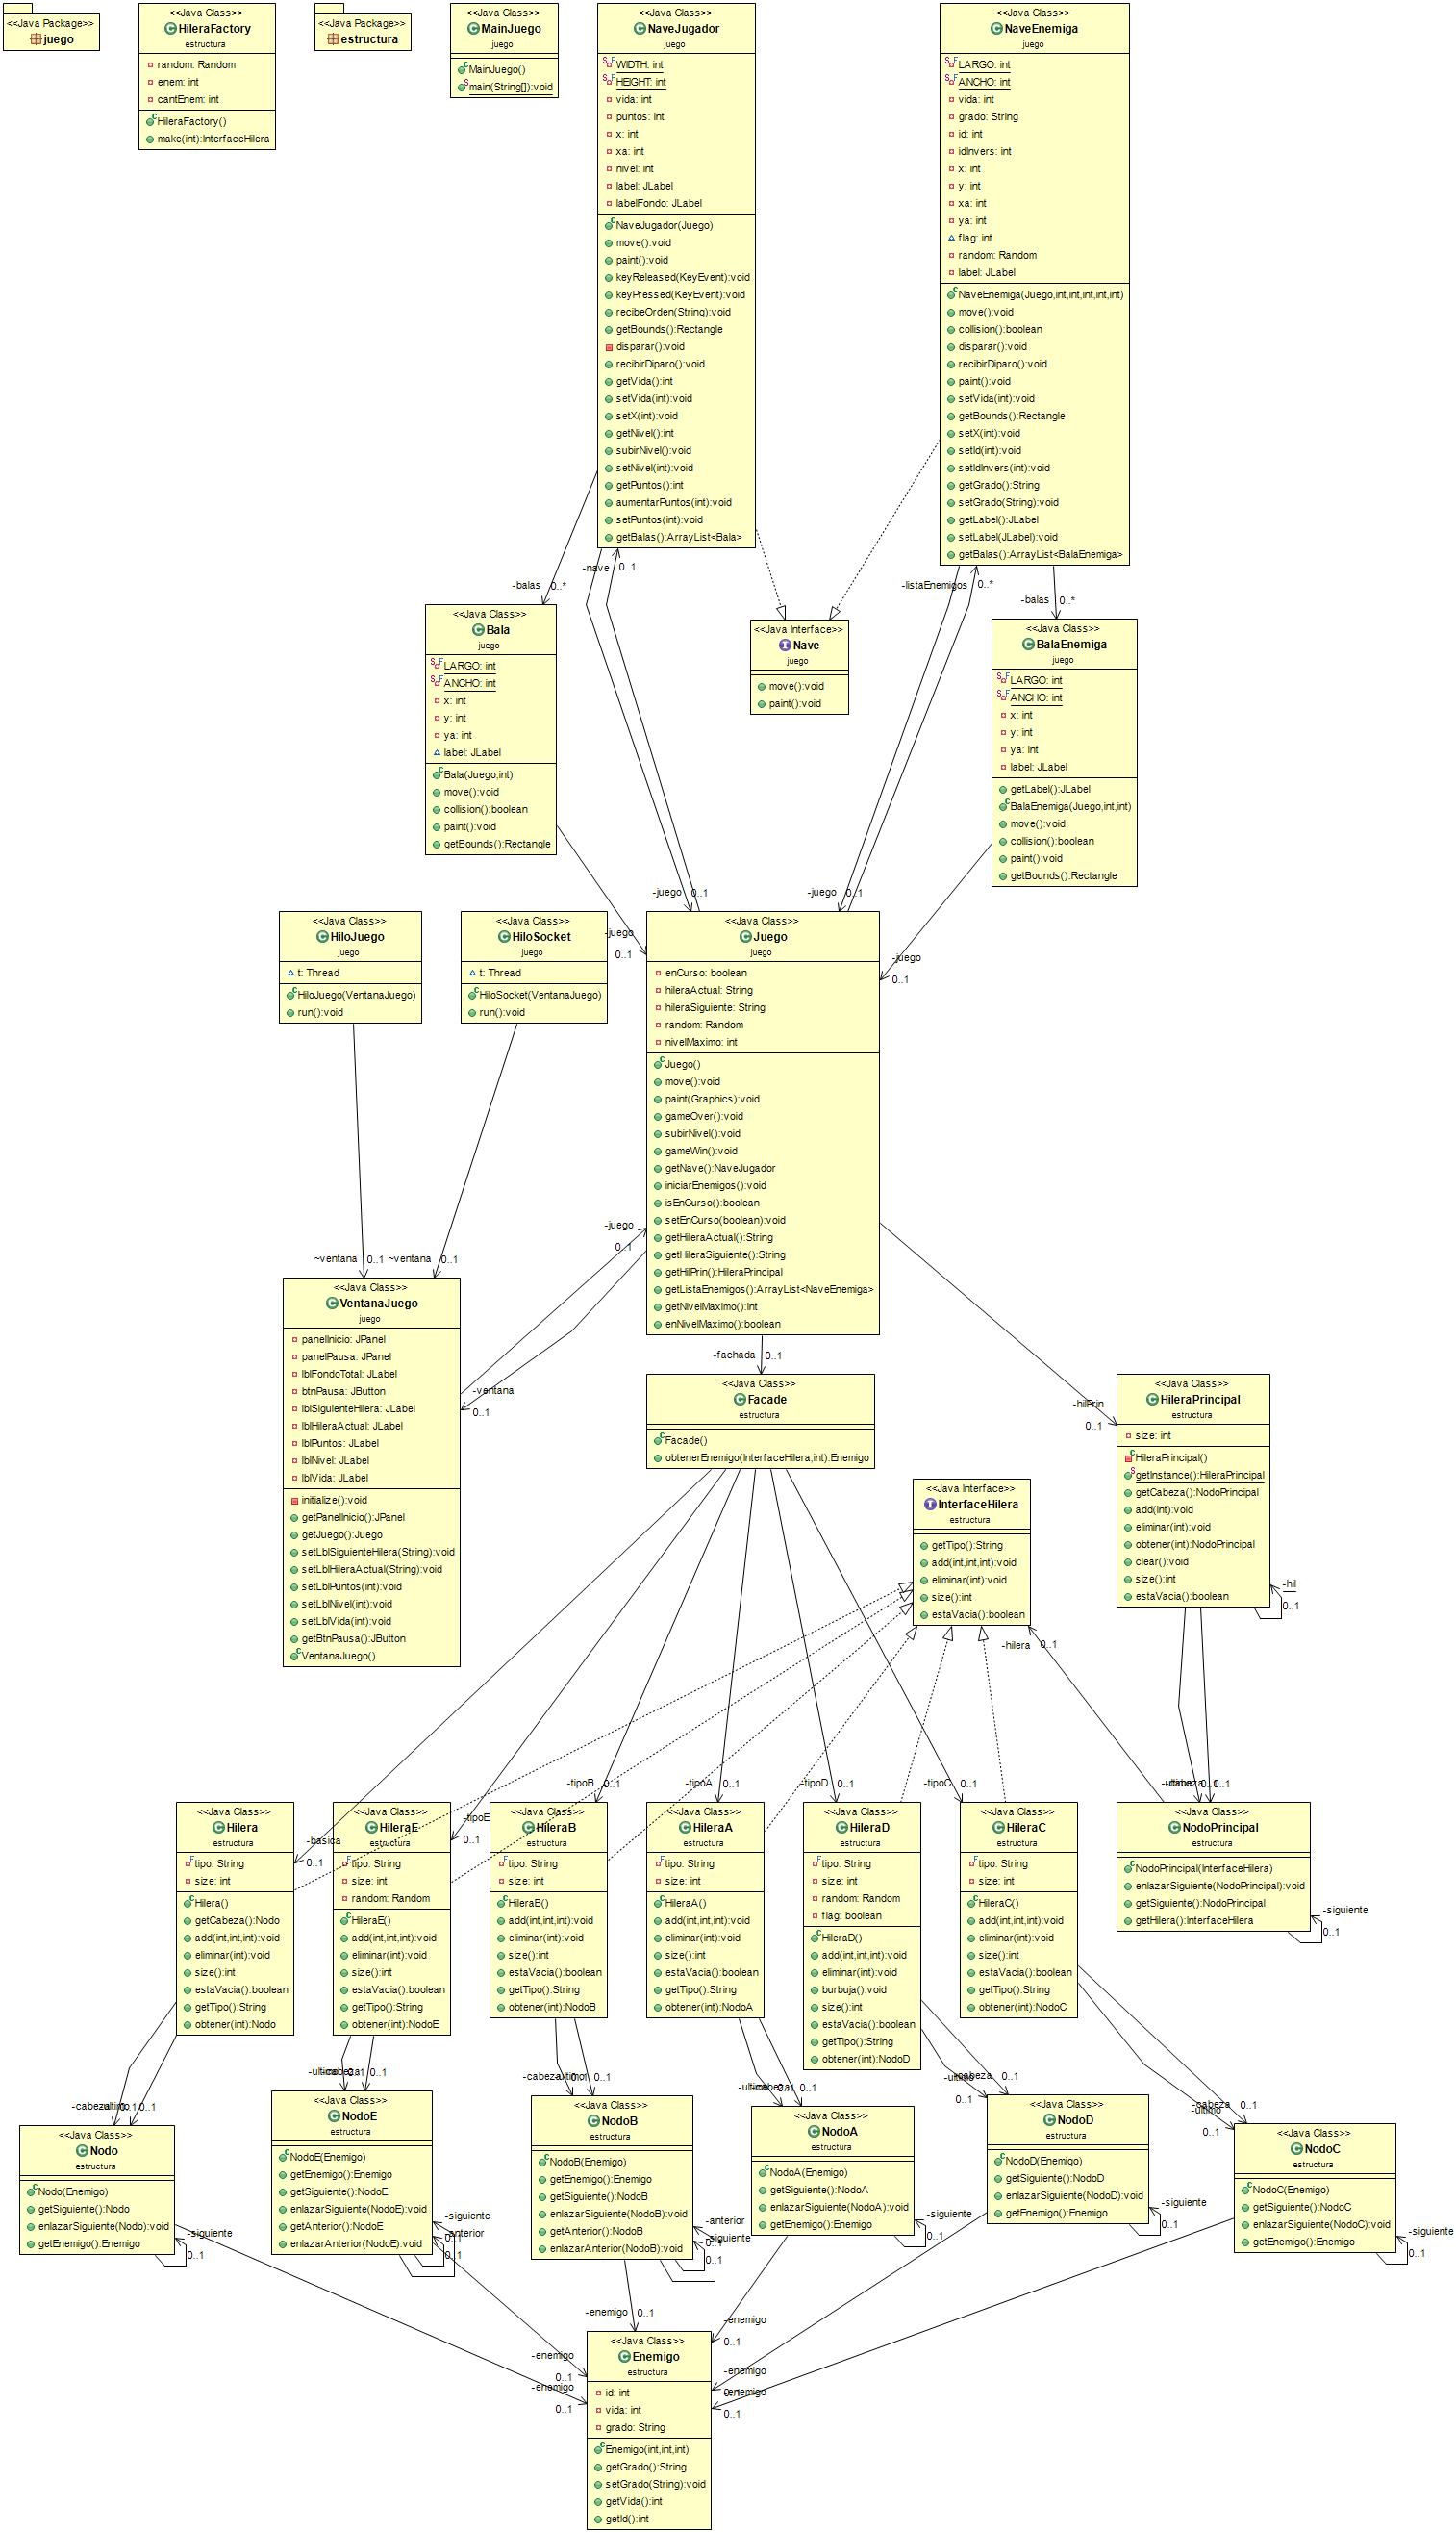 <<Java Package>>
juego
<<Java Class>>
HileraFactory
estructura
random: Random
enem: int
cantEnem: int
HileraFactory()
make(int):InterfaceHilera
<<Java Package>>
estructura
<<Java Class>>
MainJuego
juego
MainJuego()
main(String[]):void
<<Java Class>>
NaveJugador
juego
WIDTH: int
HEIGHT: int
vida: int
puntos: int
x: int
xa: int
nivel: int
label: JLabel
labelFondo: JLabel
NaveJugador(Juego)
move():void
paint():void
keyReleased(KeyEvent):void
keyPressed(KeyEvent):void
recibeOrden(String):void
getBounds():Rectangle
disparar():void
recibirDiparo():void
getVida():int
setVida(int):void
setX(int):void
getNivel():int
subirNivel():void
setNivel(int):void
getPuntos():int
aumentarPuntos(int):void
setPuntos(int):void
getBalas():ArrayList<Bala>
<<Java Class>>
NaveEnemiga
juego
LARGO: int
ANCHO: int
vida: int
grado: String
id: int
idInvers: int
x: int
y: int
xa: int
ya: int
flag: int
random: Random
label: JLabel
NaveEnemiga(Juego,int,int,int,int,int)
move():void
collision():boolean
disparar():void
recibirDiparo():void
paint():void
setVida(int):void
getBounds():Rectangle
setX(int):void
setId(int):void
setIdInvers(int):void
getGrado():String
setGrado(String):void
getLabel():JLabel
setLabel(JLabel):void
getBalas():ArrayList<BalaEnemiga>
-balas
0..*
-nave
0..1
-listaEnemigos
0..*
-balas
0..*
<<Java Class>>
Bala
juego
LARGO: int
ANCHO: int
x: int
y: int
ya: int
label: JLabel
Bala(Juego,int)
move():void
collision():boolean
paint():void
getBounds():Rectangle
<<Java Interface>>
Nave
juego
move():void
paint():void
<<Java Class>>
BalaEnemiga
juego
LARGO: int
ANCHO: int
x: int
y: int
ya: int
label: JLabel
getLabel():JLabel
BalaEnemiga(Juego,int,int)
move():void
collision():boolean
paint():void
getBounds():Rectangle
-juego
0..1
-juego
0..1
-juego
0..1
-juego
0..1
<<Java Class>>
HiloJuego
juego
t: Thread
HiloJuego(VentanaJuego)
run():void
<<Java Class>>
HiloSocket
juego
t: Thread
HiloSocket(VentanaJuego)
run():void
<<Java Class>>
Juego
juego
enCurso: boolean
hileraActual: String
hileraSiguiente: String
random: Random
nivelMaximo: int
Juego()
move():void
paint(Graphics):void
gameOver():void
subirNivel():void
gameWin():void
getNave():NaveJugador
iniciarEnemigos():void
isEnCurso():boolean
setEnCurso(boolean):void
getHileraActual():String
getHileraSiguiente():String
getHilPrin():HileraPrincipal
getListaEnemigos():ArrayList<NaveEnemiga>
getNivelMaximo():int
enNivelMaximo():boolean
~ventana
0..1
~ventana
0..1
-juego
0..1
<<Java Class>>
VentanaJuego
juego
panelInicio: JPanel
panelPausa: JPanel
lblFondoTotal: JLabel
btnPausa: JButton
lblSiguienteHilera: JLabel
lblHileraActual: JLabel
lblPuntos: JLabel
lblNivel: JLabel
lblVida: JLabel
initialize():void
getPanelInicio():JPanel
getJuego():Juego
setLblSiguienteHilera(String):void
setLblHileraActual(String):void
setLblPuntos(int):void
setLblNivel(int):void
setLblVida(int):void
getBtnPausa():JButton
VentanaJuego()
-ventana
0..1
-fachada
0..1
-hilPrin
0..1
<<Java Class>>
Facade
estructura
Facade()
obtenerEnemigo(InterfaceHilera,int):Enemigo
<<Java Class>>
HileraPrincipal
estructura
size: int
HileraPrincipal()
getInstance():HileraPrincipal
getCabeza():NodoPrincipal
add(int):void
eliminar(int):void
obtener(int):NodoPrincipal
clear():void
size():int
estaVacia():boolean
-hil
0..1
<<Java Interface>>
InterfaceHilera
estructura
getTipo():String
add(int,int,int):void
eliminar(int):void
size():int
estaVacia():boolean
-hilera
0..1
-basica
0..1
-tipoE
0..1
-tipoB
0..1
-tipoA
0..1
-tipoD
0..1
-tipoC
0..1
0..1
<<Java Class>>
Hilera
estructura
tipo: String
size: int
Hilera()
getCabeza():Nodo
add(int,int,int):void
eliminar(int):void
size():int
estaVacia():boolean
getTipo():String
obtener(int):Nodo
<<Java Class>>
HileraE
estructura
tipo: String
size: int
random: Random
HileraE()
add(int,int,int):void
eliminar(int):void
size():int
estaVacia():boolean
getTipo():String
obtener(int):NodoE
<<Java Class>>
HileraB
estructura
tipo: String
size: int
HileraB()
add(int,int,int):void
eliminar(int):void
size():int
estaVacia():boolean
getTipo():String
obtener(int):NodoB
<<Java Class>>
HileraA
estructura
tipo: String
size: int
HileraA()
add(int,int,int):void
eliminar(int):void
size():int
estaVacia():boolean
getTipo():String
obtener(int):NodoA
<<Java Class>>
HileraD
estructura
tipo: String
size: int
random: Random
flag: boolean
HileraD()
add(int,int,int):void
eliminar(int):void
burbuja():void
size():int
estaVacia():boolean
getTipo():String
obtener(int):NodoD
<<Java Class>>
HileraC
estructura
tipo: String
size: int
HileraC()
add(int,int,int):void
eliminar(int):void
size():int
estaVacia():boolean
getTipo():String
obtener(int):NodoC
<<Java Class>>
NodoPrincipal
estructura
NodoPrincipal(InterfaceHilera)
enlazarSiguiente(NodoPrincipal):void
getSiguiente():NodoPrincipal
getHilera():InterfaceHilera
-siguiente
0..1
-cabeza
0..1
-cabeza
0..1
-cabeza
0..1
-cabeza
0..1
-ultimo
0..1
-cabeza
0..1
-ultimo
0..1
<<Java Class>>
Nodo
estructura
Nodo(Enemigo)
getSiguiente():Nodo
enlazarSiguiente(Nodo):void
getEnemigo():Enemigo
-siguiente
0..1
<<Java Class>>
NodoE
estructura
NodoE(Enemigo)
getEnemigo():Enemigo
getSiguiente():NodoE
enlazarSiguiente(NodoE):void
getAnterior():NodoE
enlazarAnterior(NodoE):void
-siguiente
-anterior
0..1
<<Java Class>>
NodoB
estructura
NodoB(Enemigo)
getEnemigo():Enemigo
getSiguiente():NodoB
enlazarSiguiente(NodoB):void
getAnterior():NodoB
enlazarAnterior(NodoB):void
-anterior
-siguiente
0..1
<<Java Class>>
NodoA
estructura
NodoA(Enemigo)
getSiguiente():NodoA
enlazarSiguiente(NodoA):void
getEnemigo():Enemigo
-siguiente
0..1
<<Java Class>>
NodoD
estructura
NodoD(Enemigo)
getSiguiente():NodoD
enlazarSiguiente(NodoD):void
getEnemigo():Enemigo
-siguiente
0..1
<<Java Class>>
NodoC
estructura
NodoC(Enemigo)
getSiguiente():NodoC
enlazarSiguiente(NodoC):void
getEnemigo():Enemigo
-siguiente
0..1
-enemigo
0..1
-enemigo
0..1
-enemigo
0..1
-enemigo
0..1
-enemigo
-enemigo
0..1
<<Java Class>>
Enemigo
estructura
id: int
vida: int
grado: String
Enemigo(int,int,int)
getGrado():String
setGrado(String):void
getVida():int
getId():int